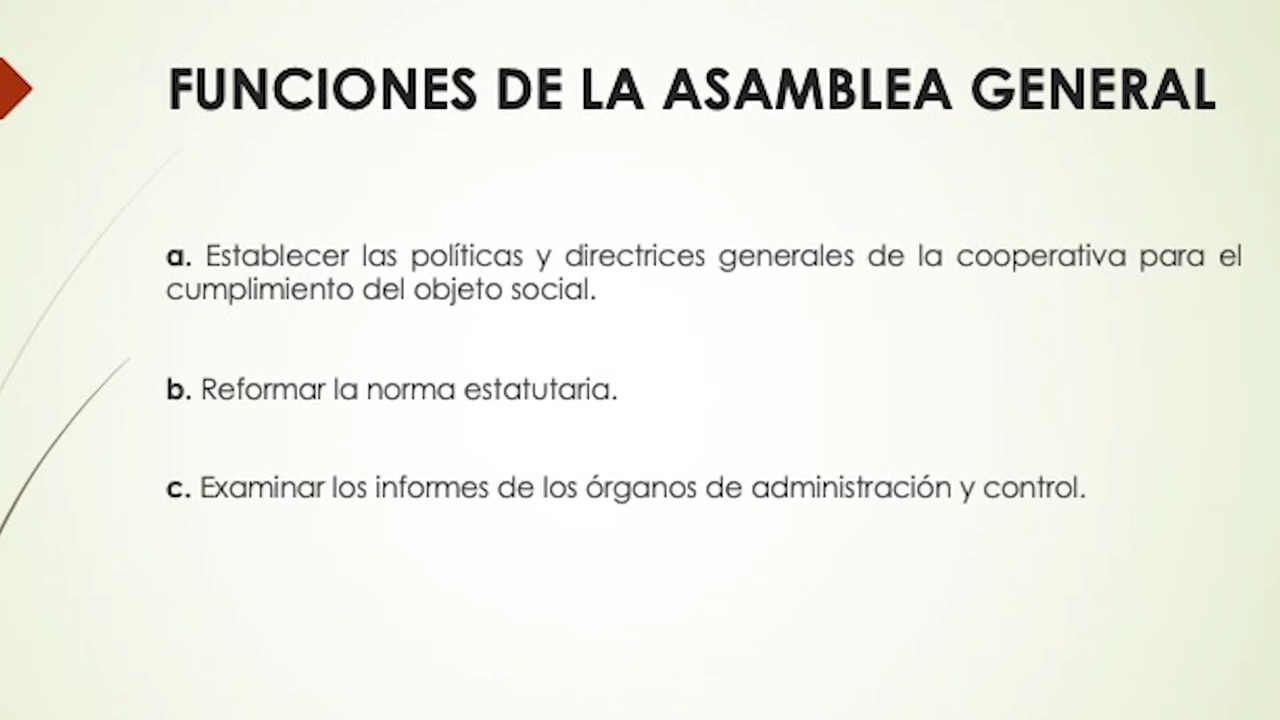 FUNCIONES DE LA ASAMBLEA GENERAL
a. Establecer las políticas y directrices generales de la cooperativa para el
cumplimiento del objeto social.
b. Reformar la norma estatutaria.
c. Examinar los informes de los órganos de administración y control.